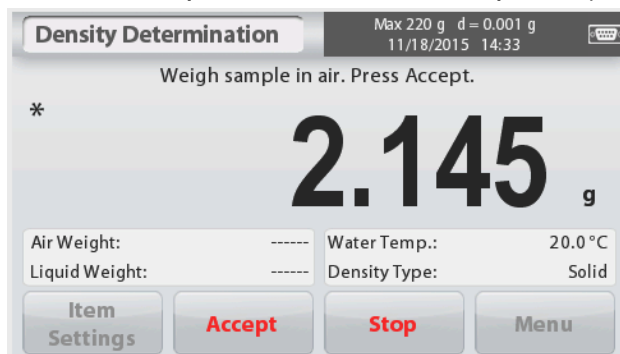 Density Determination
Max 220 g d = 0.001 g
11/18/2015 14:33
Weigh sample in air. Press Accept.
*
2.145 g
Air Weight: ------ Water Temp.: 20.0 °C
Liquid Weight: ------ Density Type: Solid
Item Settings Accept Stop Menu